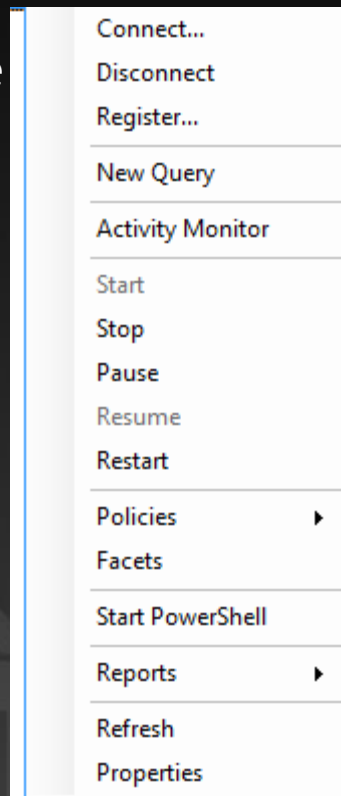 Connect...
Disconnect
Register...
New Query
Activity Monitor
Start
Stop
Pause
Resume
Restart
Policies
Facets
Start PowerShell
Reports
Refresh
Properties